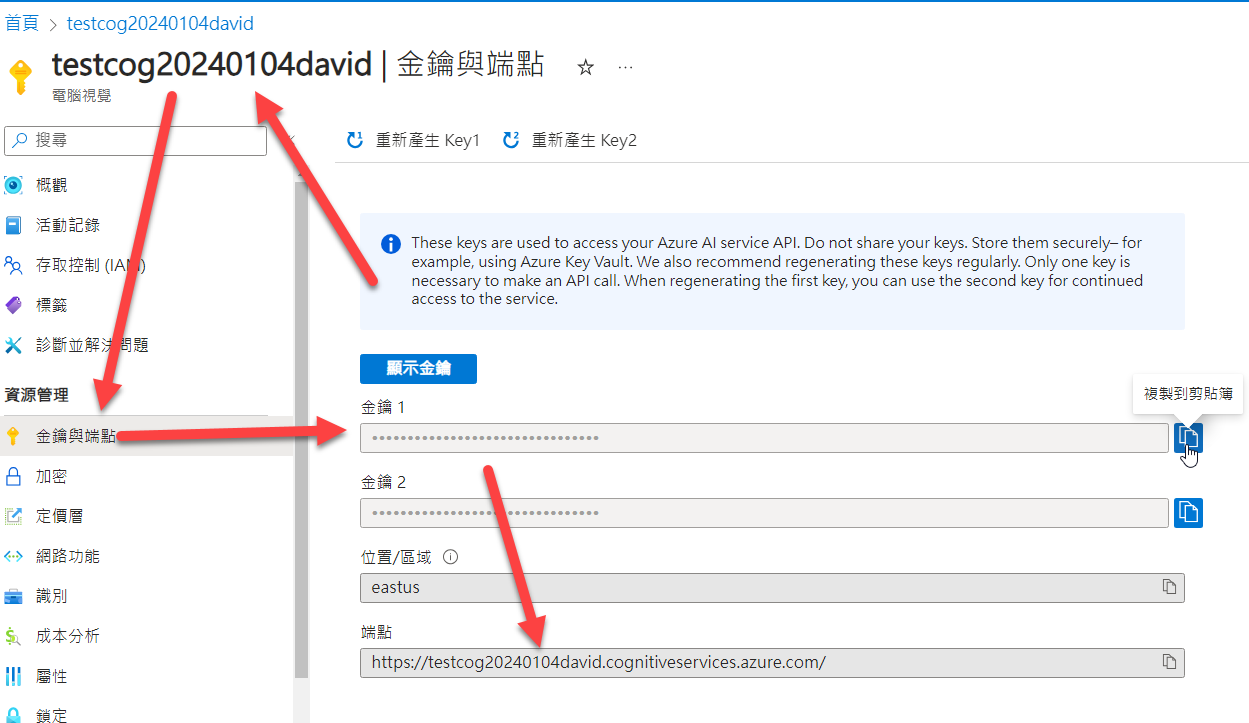 首頁 > testcog20240104david
testcog20240104david | 金鑰與端點
電腦視覺
搜尋
重新產生 Key1
重新產生 Key2
概觀
活動記錄
存取控制 (IAM)
標籤
診斷並解決問題
資源管理
金鑰與端點
加密
定價層
網路功能
識別
成本分析
屬性
鎖定
These keys are used to access your Azure AI service API. Do not share your keys. Store them securely– for
example, using Azure Key Vault. We also recommend regenerating these keys regularly. Only one key is
necessary to make an API call. When regenerating the first key, you can use the second key for continued
access to the service.
顯示金鑰
金鑰 1
複製到剪貼簿
••••••••••••••••••••••••••••••••
金鑰 2
••••••••••••••••••••••••••••••••
位置/區域
eastus
端點
https://testcog20240104david.cognitiveservices.azure.com/